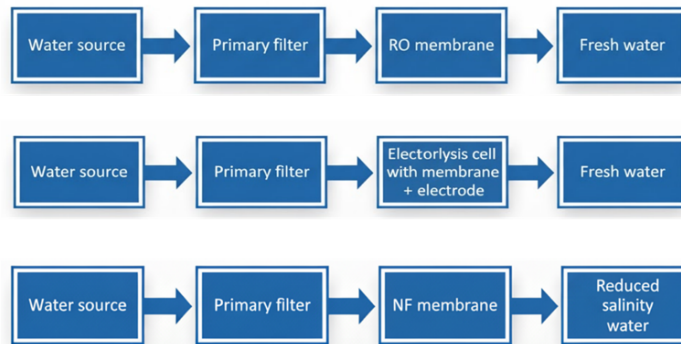 Water source
Primary filter
RO membrane
Fresh water
Water source
Primary filter
Electorlysis cell
with membrane
+ electrode
Fresh water
Water source
Primary filter
NF membrane
Reduced
salinity
water